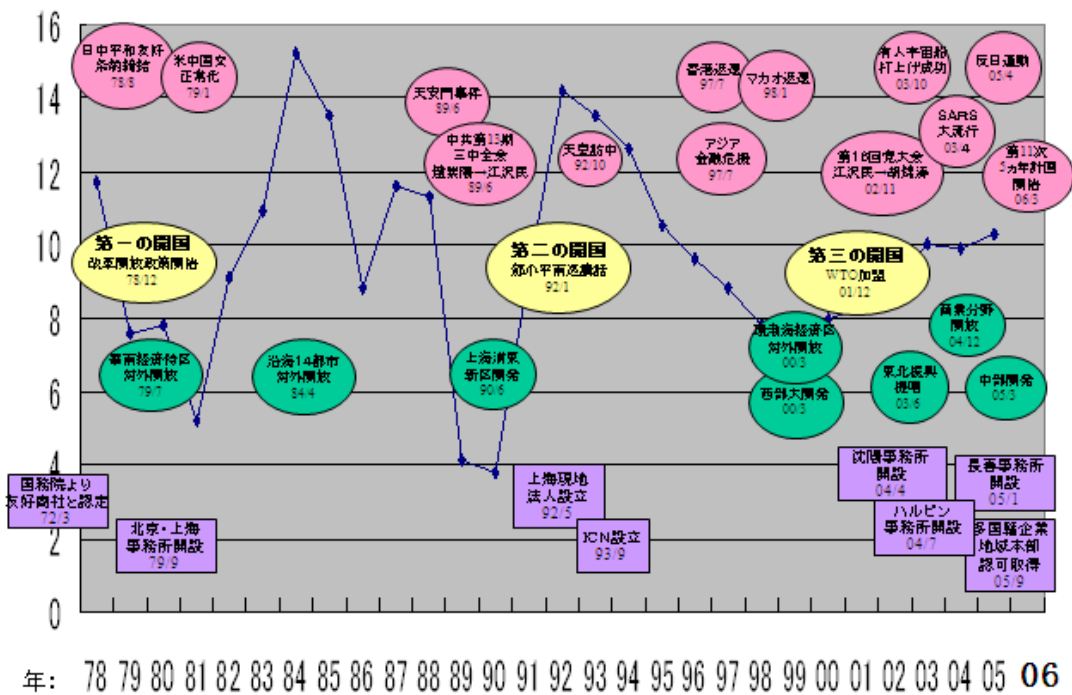 16
14
12
10
8
6
4
2
0
日中平和友好
条約締結
78/8
米中国交
正常化
79/1
天安門事件
89/6
中共第13期
三中全会
趙紫陽→江沢民
89/6
天皇訪中
92/10
香港返還
97/7
マカオ返還
98/1
アジア
金融危機
97/7
有人宇宙船
打上げ成功
03/10
反日運動
05/4
SARS
大流行
03/4
第16回党大会
江沢民→胡錦涛
02/11
第11次
5ヵ年計画
開始
06/3
第一の開国
改革開放政策開始
78/12
第二の開国
鄧小平南巡講話
92/1
第三の開国
WTO加盟
01/12
華南経済特区
対外開放
79/7
沿海14都市
対外開放
84/4
上海浦東
新区開発
90/6
環渤海経済区
対外開放
00/3
西部大開発
00/3
商業分野
開放
04/12
東北振興
提唱
03/6
中部開発
05/3
国務院より
友好商社と認定
72/3
北京・上海
事務所開設
79/9
上海現地
法人設立
92/5
ICN設立
93/9
沈陽事務所
開設
04/4
ハルピン
事務所開設
04/7
長春事務所
開設
05/1
多国籍企業
地域本部
認可取得
05/9
年: 78 79 80 81 82 83 84 85 86 87 88 89 90 91 92 93 94 95 96 97 98 99 00 01 02 03 04 05 06